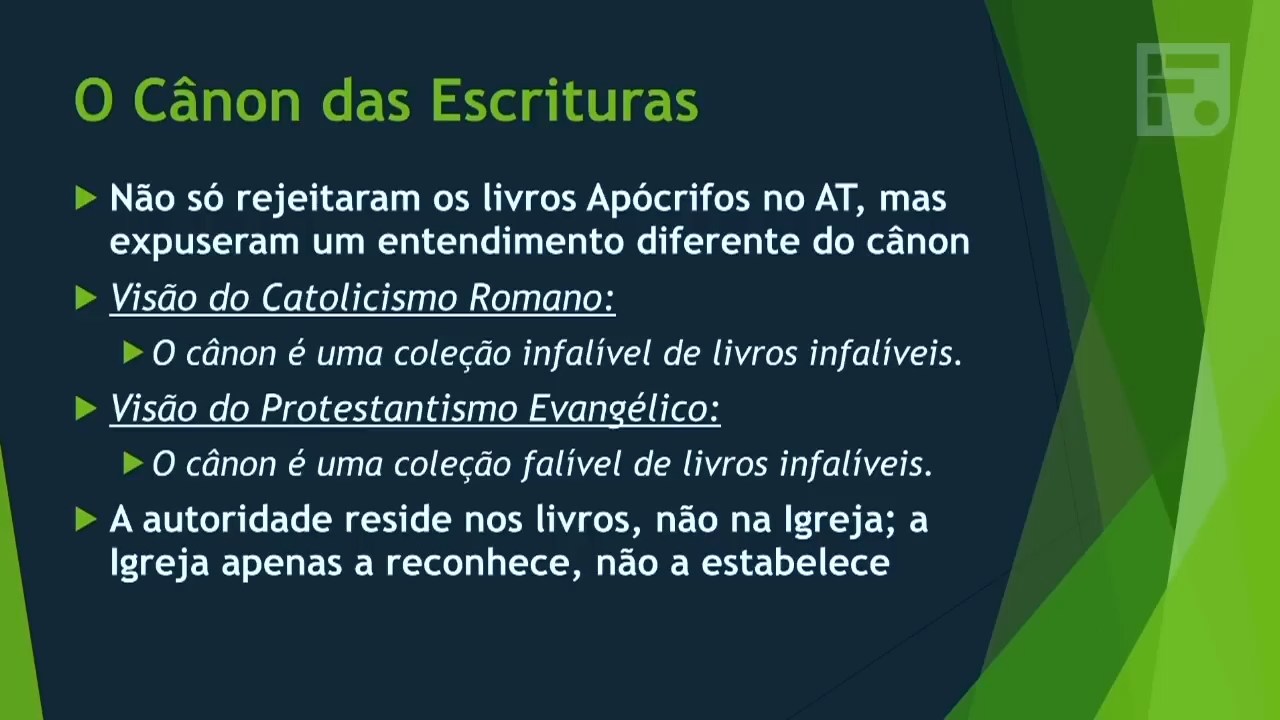 O Cânon das Escrituras
Não só rejeitaram os livros Apócrifos no AT, mas
expuseram um entendimento diferente do cânon
Visão do Catolicismo Romano:
O cânon é uma coleção infalível de livros infalíveis.
Visão do Protestantismo Evangélico:
O cânon é uma coleção falível de livros infalíveis.
A autoridade reside nos livros, não na Igreja; a
Igreja apenas a reconhece, não a estabelece